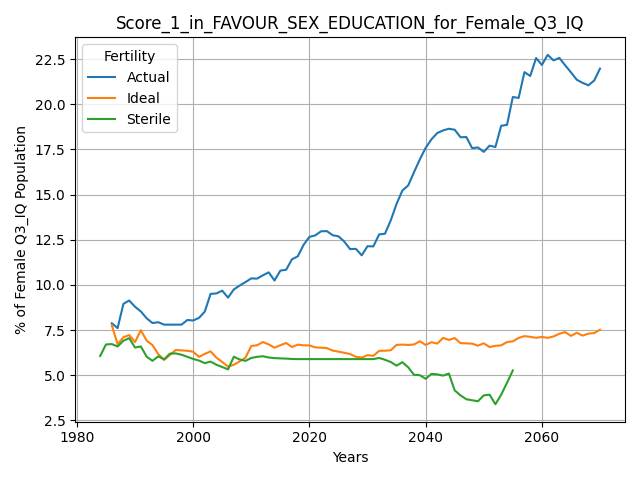 Score_1_in_FAVOUR_SEX_EDUCATION_for_Female_Q3_IQ
Fertility
Actual
Ideal
Sterile
% of Female Q3_IQ Population
22.5
20.0
17.5
15.0
12.5
10.0
7.5
5.0
2.5
1980
2000
2020
2040
2060
Years